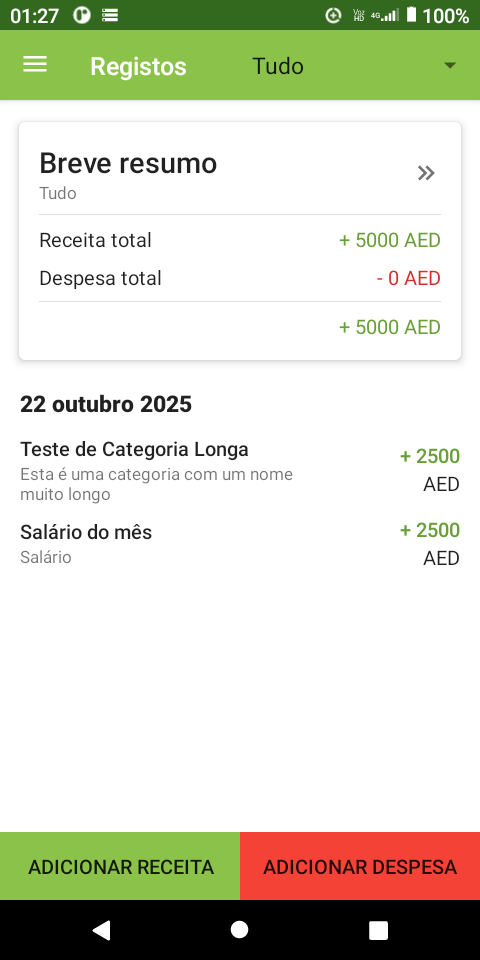 01:27
4G
100%
Registos
Tudo
Breve resumo
Tudo
Receita total
+ 5000 AED
Despesa total
- 0 AED
+ 5000 AED
22 outubro 2025
Teste de Categoria Longa
+ 2500
Esta é uma categoria com um nome
muito longo
AED
Salário do mês
+ 2500
Salário
AED
ADICIONAR RECEITA
ADICIONAR DESPESA